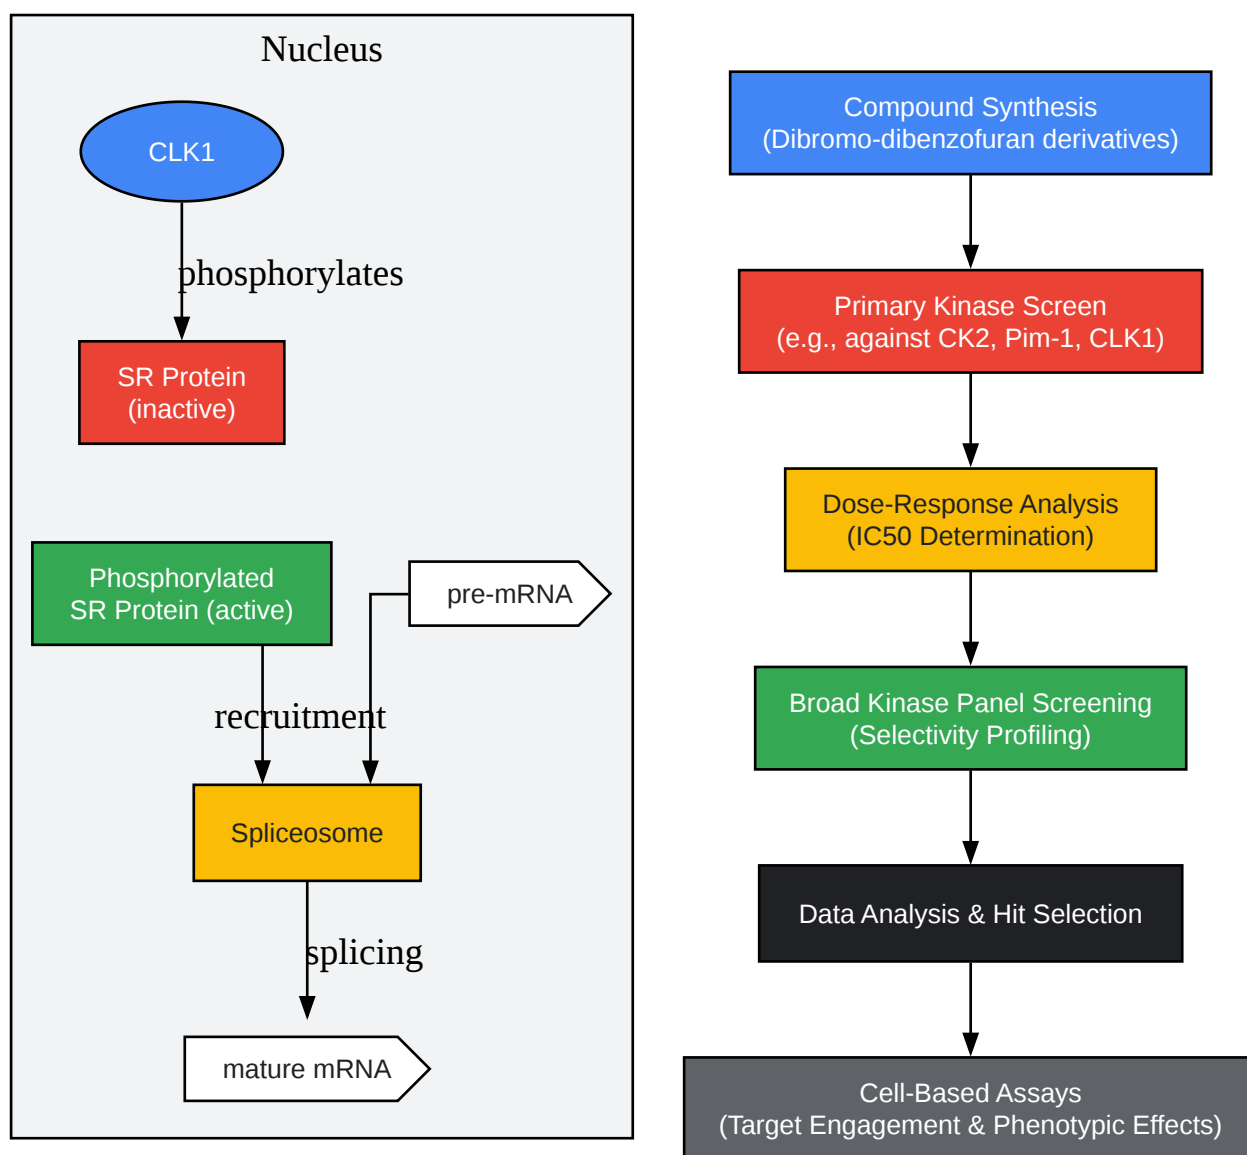 Nucleus
CLK1
phosphorylates
SR Protein
(inactive)
Phosphorylated
SR Protein (active)
pre-mRNA
recruitment
Spliceosome
splicing
mature mRNA
Compound Synthesis
(Dibromo-dibenzofuran derivatives)
Primary Kinase Screen
(e.g., against CK2, Pim-1, CLK1)
Dose-Response Analysis
(IC50 Determination)
Broad Kinase Panel Screening
(Selectivity Profiling)
Data Analysis & Hit Selection
Cell-Based Assays
(Target Engagement & Phenotypic Effects)